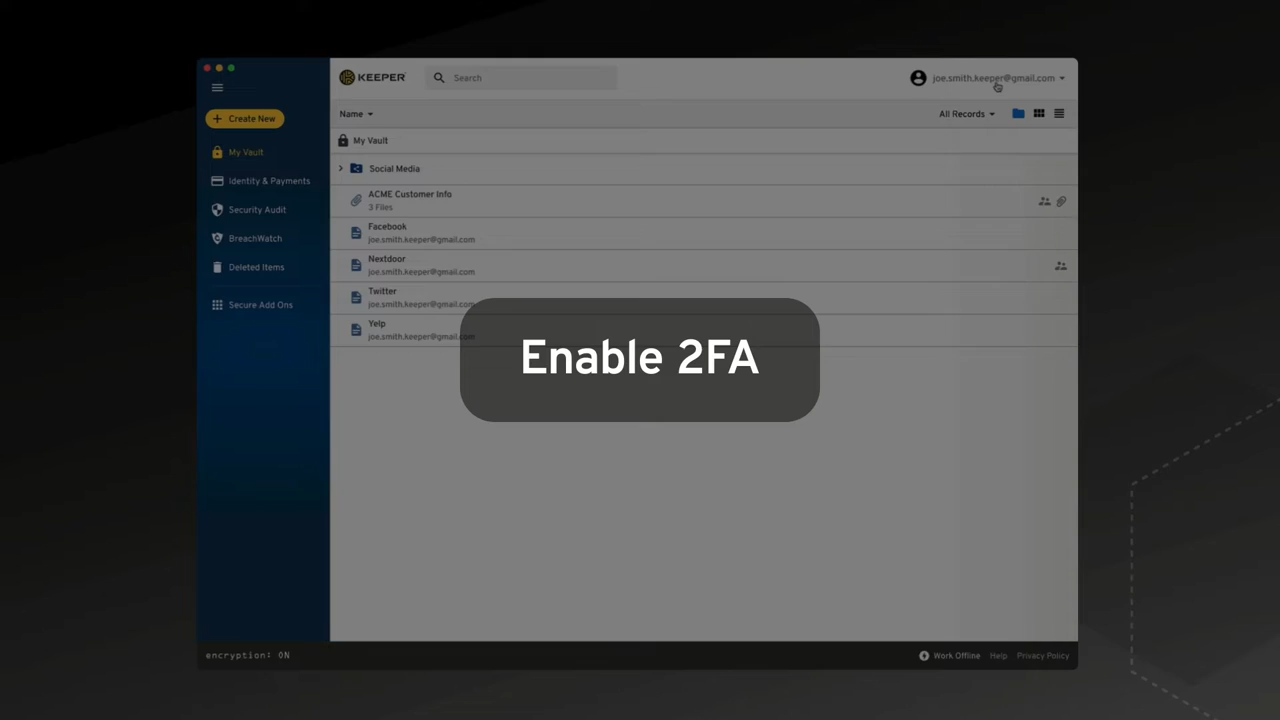 KEEPER
Search
joe.smith.keeper@gmail.com
Create New
Name
All Records
My Vault
My Vault
Identity & Payments
Social Media
Security Audit
ACME Customer Info
3 Files
BreachWatch
Facebook
joe.smith.keeper@gmail.com
Deleted Items
Nextdoor
joe.smith.keeper@gmail.com
Secure Add Ons
Twitter
joe.smith.keeper@gmail.com
Yelp
joe.smith.keeper@gmail.com
Enable 2FA
encryption: ON
Work Offline
Help
Privacy Policy